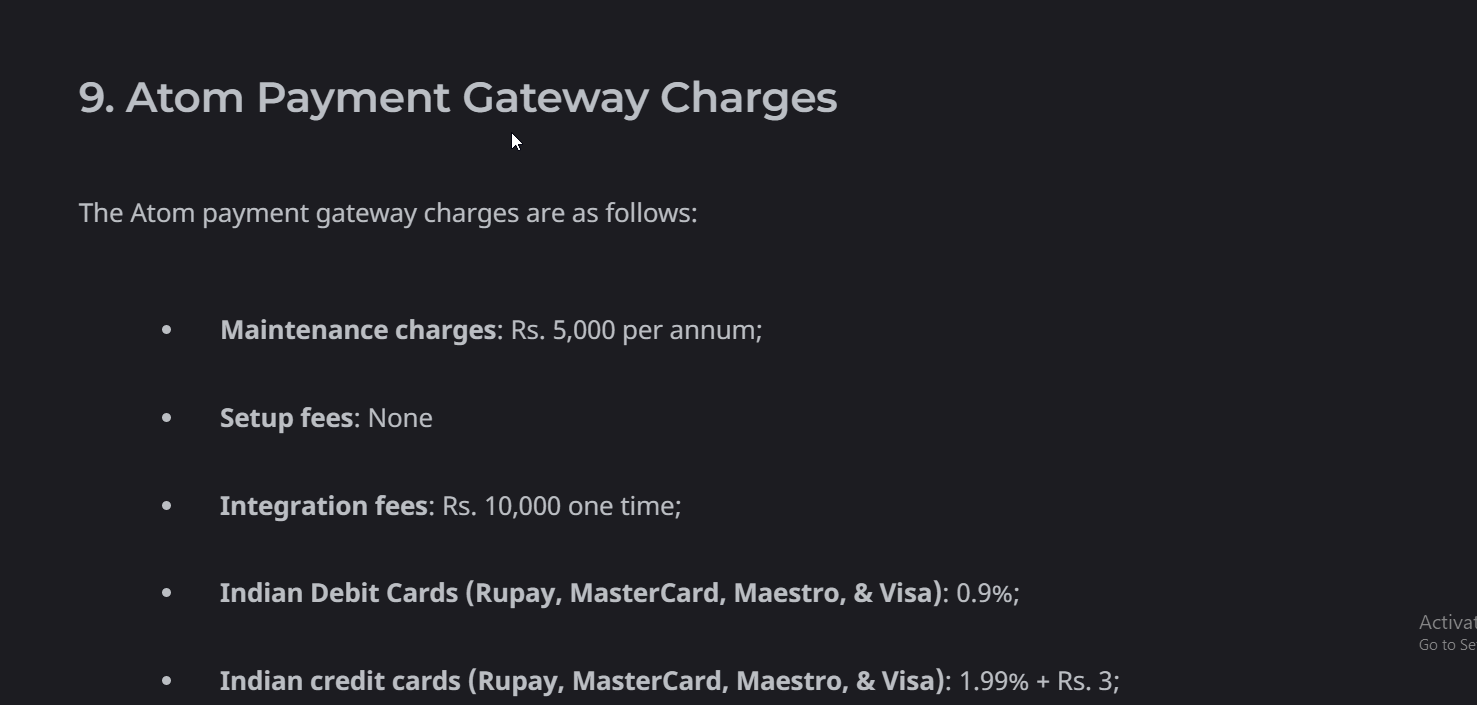 9. Atom Payment Gateway Charges
The Atom payment gateway charges are as follows:
• Maintenance charges: Rs. 5,000 per annum;
• Setup fees: None
• Integration fees: Rs. 10,000 one time;
• Indian Debit Cards (Rupay, MasterCard, Maestro, & Visa): 0.9%;
Activat
Go to Se
• Indian credit cards (Rupay, MasterCard, Maestro, & Visa): 1.99% + Rs. 3;